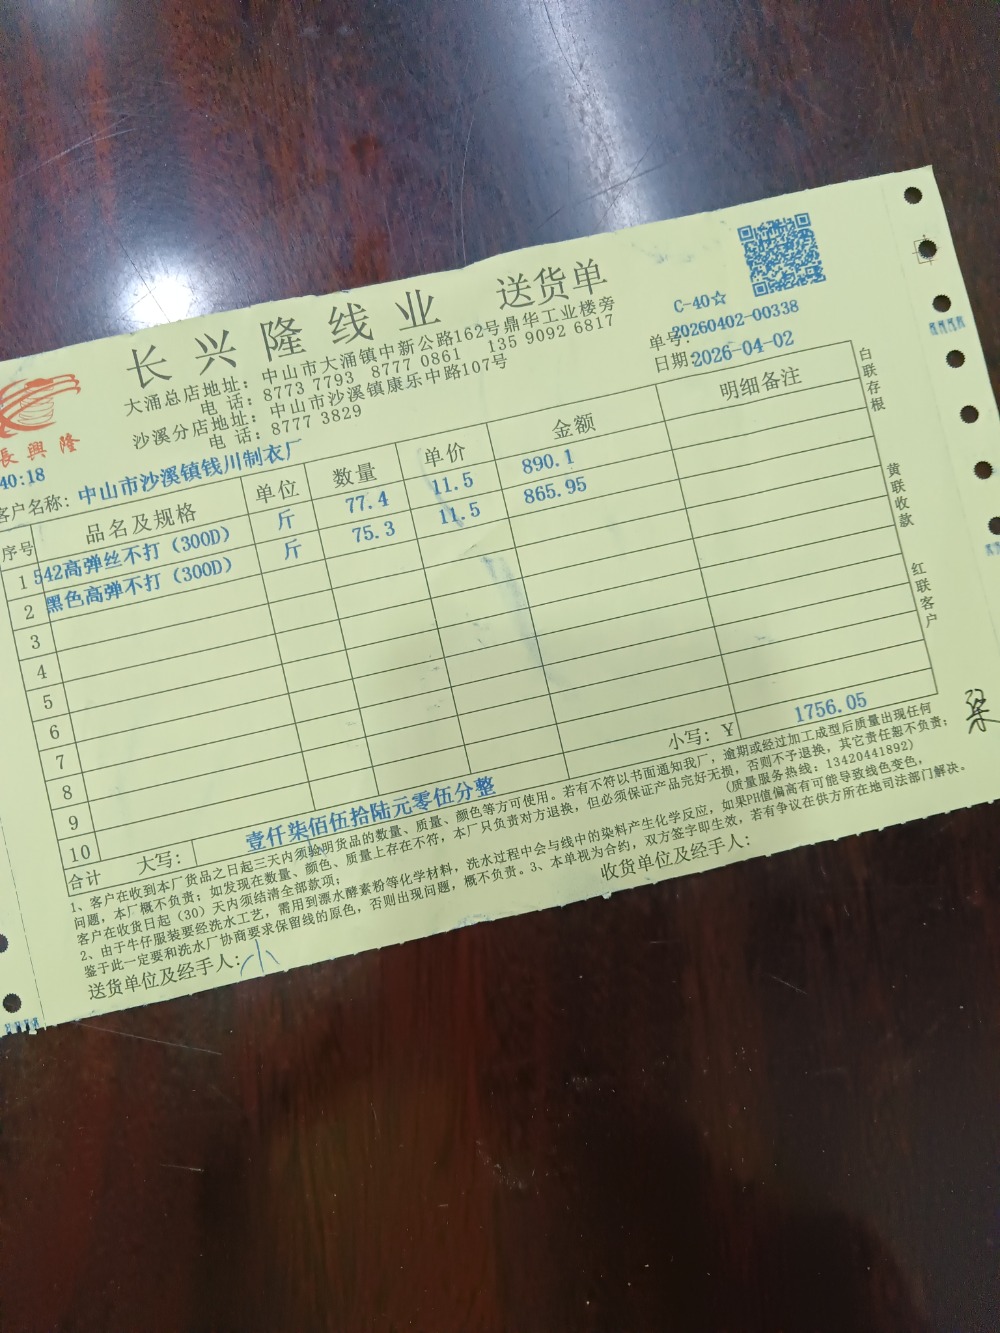 长兴隆线业 送货单
C-40☆
大涌总店地址：中山市大涌镇中新公路162号鼎华工业楼旁
单号：20260402-00338
电 话：8773 7793 8777 0861 135 9092 6817
日期：2026-04-02
沙溪分店地址：中山市沙溪镇康乐中路107号
电 话：8777 3829
長興隆
40:18
客户名称：中山市沙溪镇钱川制衣厂
序号 品名及规格 单位 数量 单价 金额 明细备注
1 542高弹丝不打（300D） 斤 77.4 11.5 890.1
2 黑色高弹不打（300D） 斤 75.3 11.5 865.95
3
4
5
6
7
8
9
10
合计 大写：壹仟柒佰伍拾陆元零伍分整 小写：￥ 1756.05
1、客户在收到本厂货品之日起三天内须验明货品的数量、质量、颜色等方可使用。若有不符以书面通知我厂，逾期或经过加工成型后质量出现任何
问题，本厂概不负责；如发现在数量、颜色、质量上存在不符，本厂只负责对方退换，但必须保证产品完好无损，否则不予退换，其它责任恕不负责；
客户在收货日起（30）天内须结清全部款项； （质量服务热线：13420441892）
2、由于牛仔服装要经洗水工艺，需用到漂水酵素粉等化学材料，洗水过程中会与线中的染料产生化学反应，如果PH值偏高有可能导致线色变色，
鉴于此一定要和洗水厂协商要求保留线的原色，否则出现问题，概不负责。3、本单视为合约，双方签字即生效，若有争议在供方所在地司法部门解决。
送货单位及经手人：小 收货单位及经手人：
白联存根
黄联收款
红联客户
梁